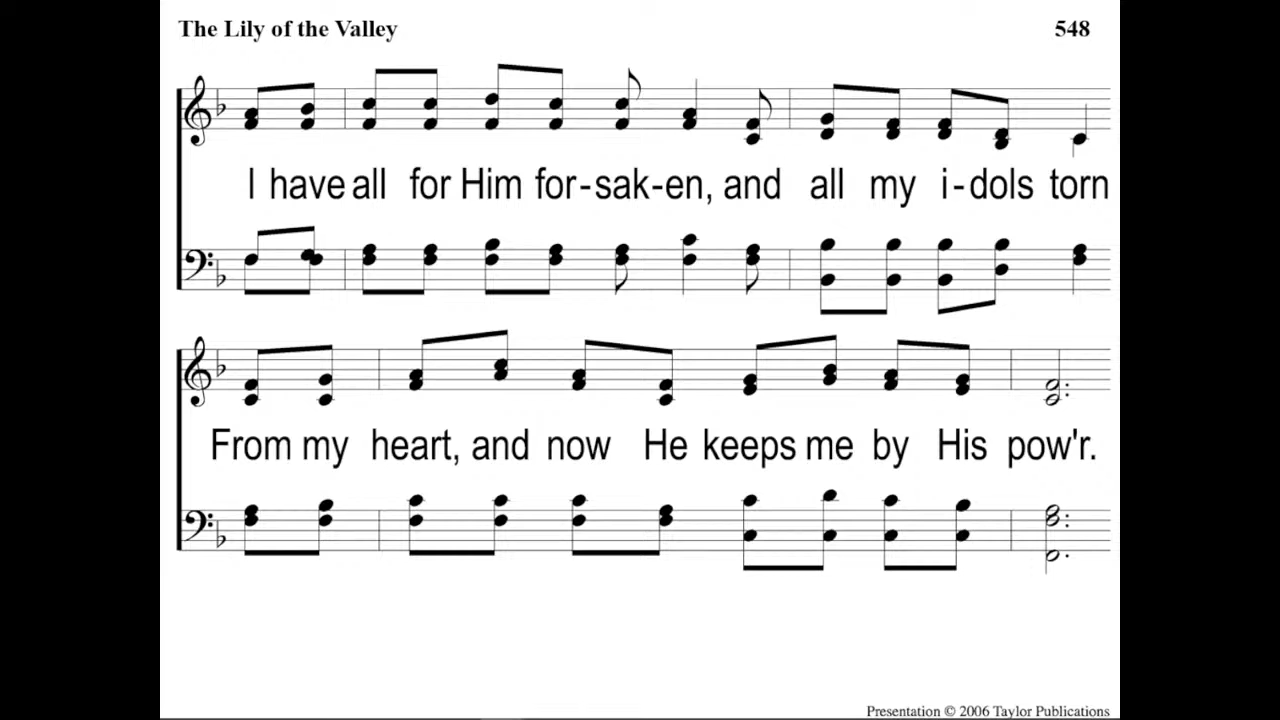 The Lily of the Valley 548
I have all for Him for-sak-en, and all my i-dols torn
From my heart, and now He keeps me by His pow'r.
Presentation © 2006 Taylor Publications